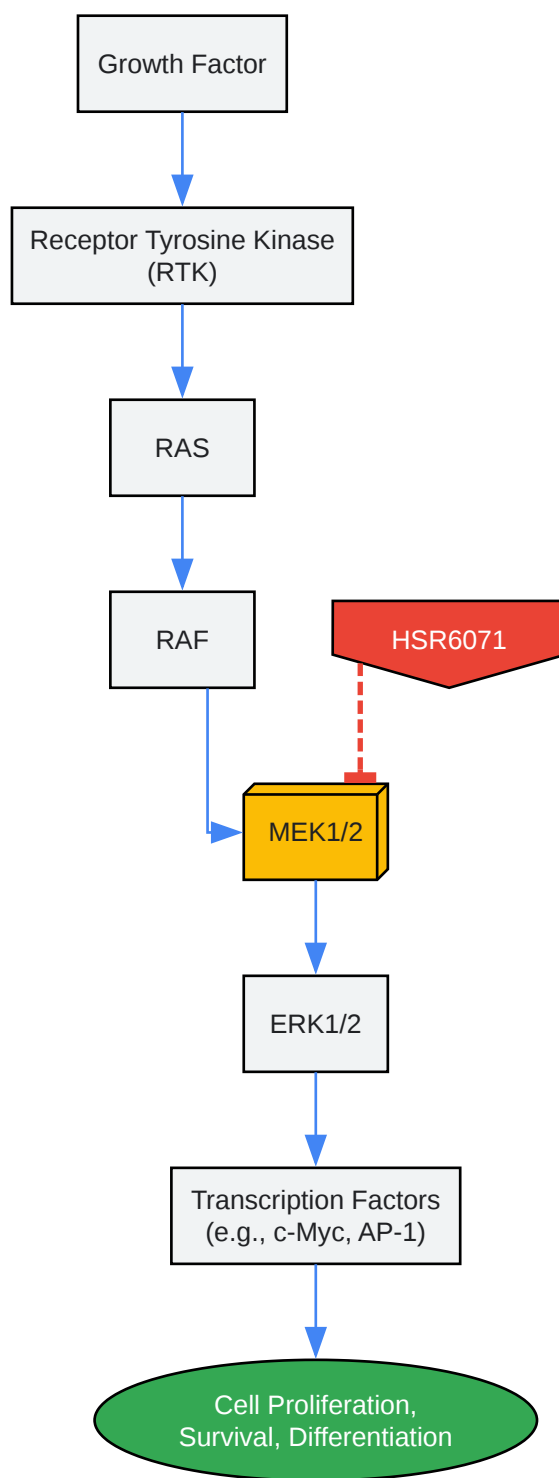 Growth Factor
Receptor Tyrosine Kinase
(RTK)
RAS
RAF
HSR6071
MEK1/2
ERK1/2
Transcription Factors
(e.g., c-Myc, AP-1)
Cell Proliferation,
Survival, Differentiation